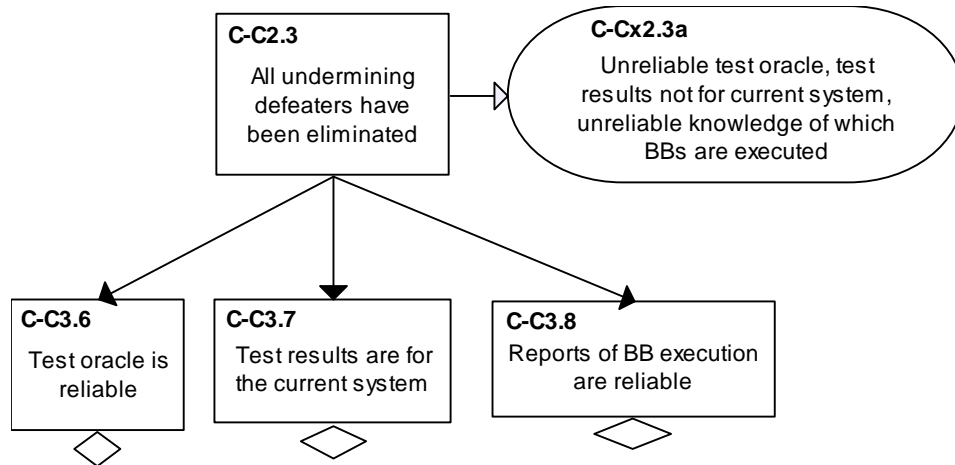 C-C2.3
All undermining
defeaters have
been eliminated
C-Cx2.3a
Unreliable test oracle, test
results not for current system,
unreliable knowledge of which
BBs are executed
C-C3.6
Test oracle is
reliable
C-C3.7
Test results are for
the current system
C-C3.8
Reports of BB execution
are reliable